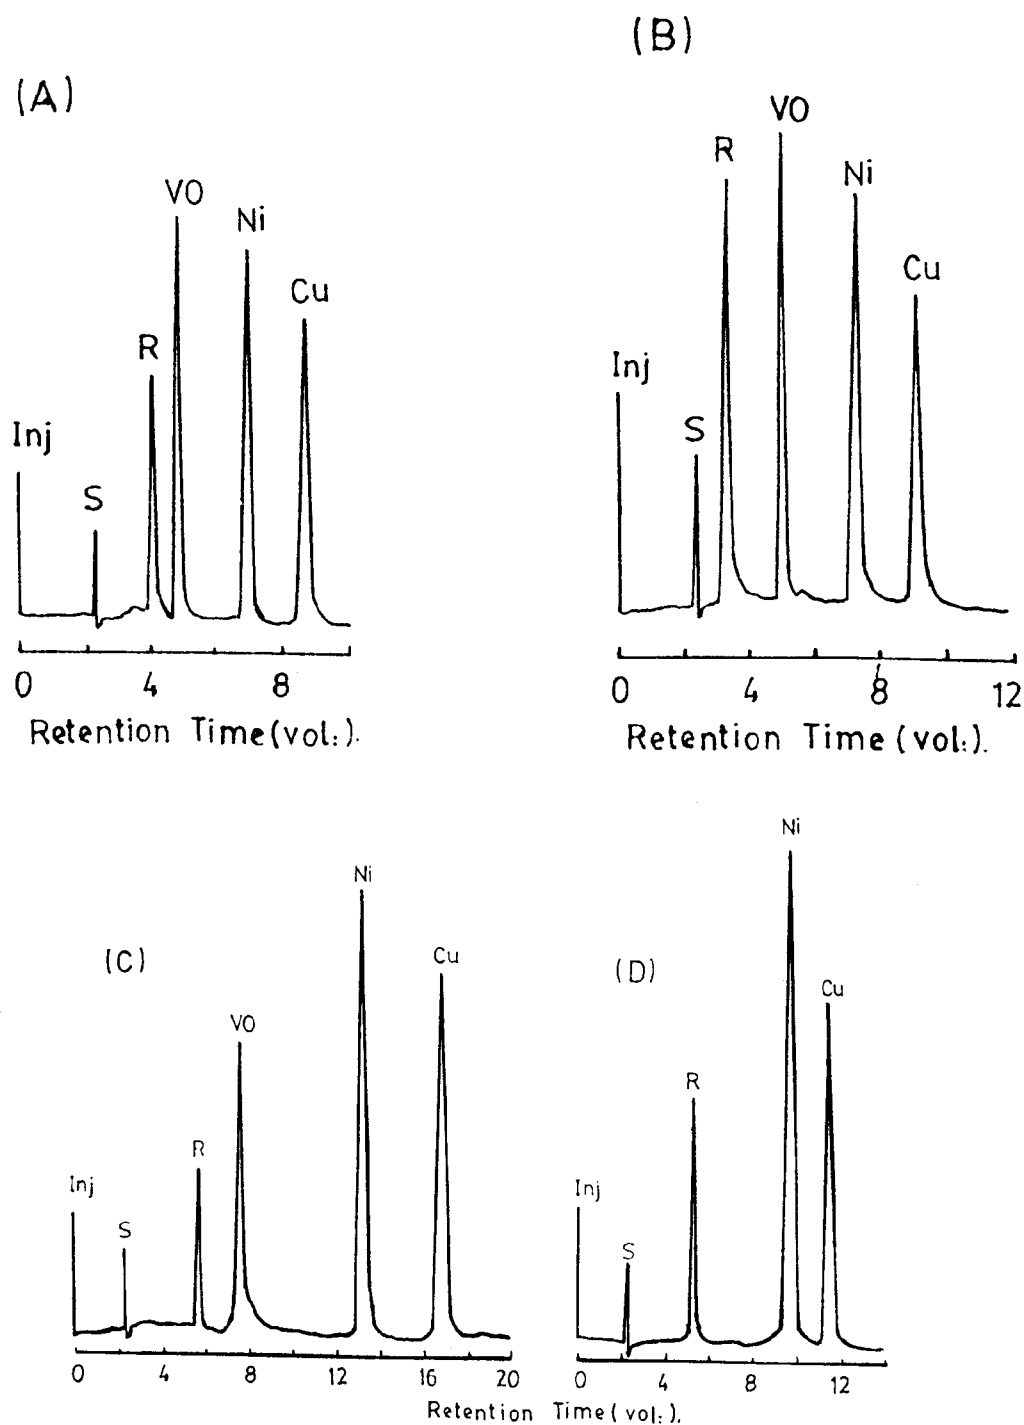 (A)
VO
Ni
Cu
R
Inj
S
0 4 8
Retention Time (vol:).
(B)
VO
R
Ni
Cu
Inj
S
0 4 8 12
Retention Time (vol:).
(C)
Ni
Cu
VO
R
Inj
S
0 4 8 12 16 20
(D)
Ni
Cu
R
Inj
S
0 4 8 12
Retention Time (vol:).